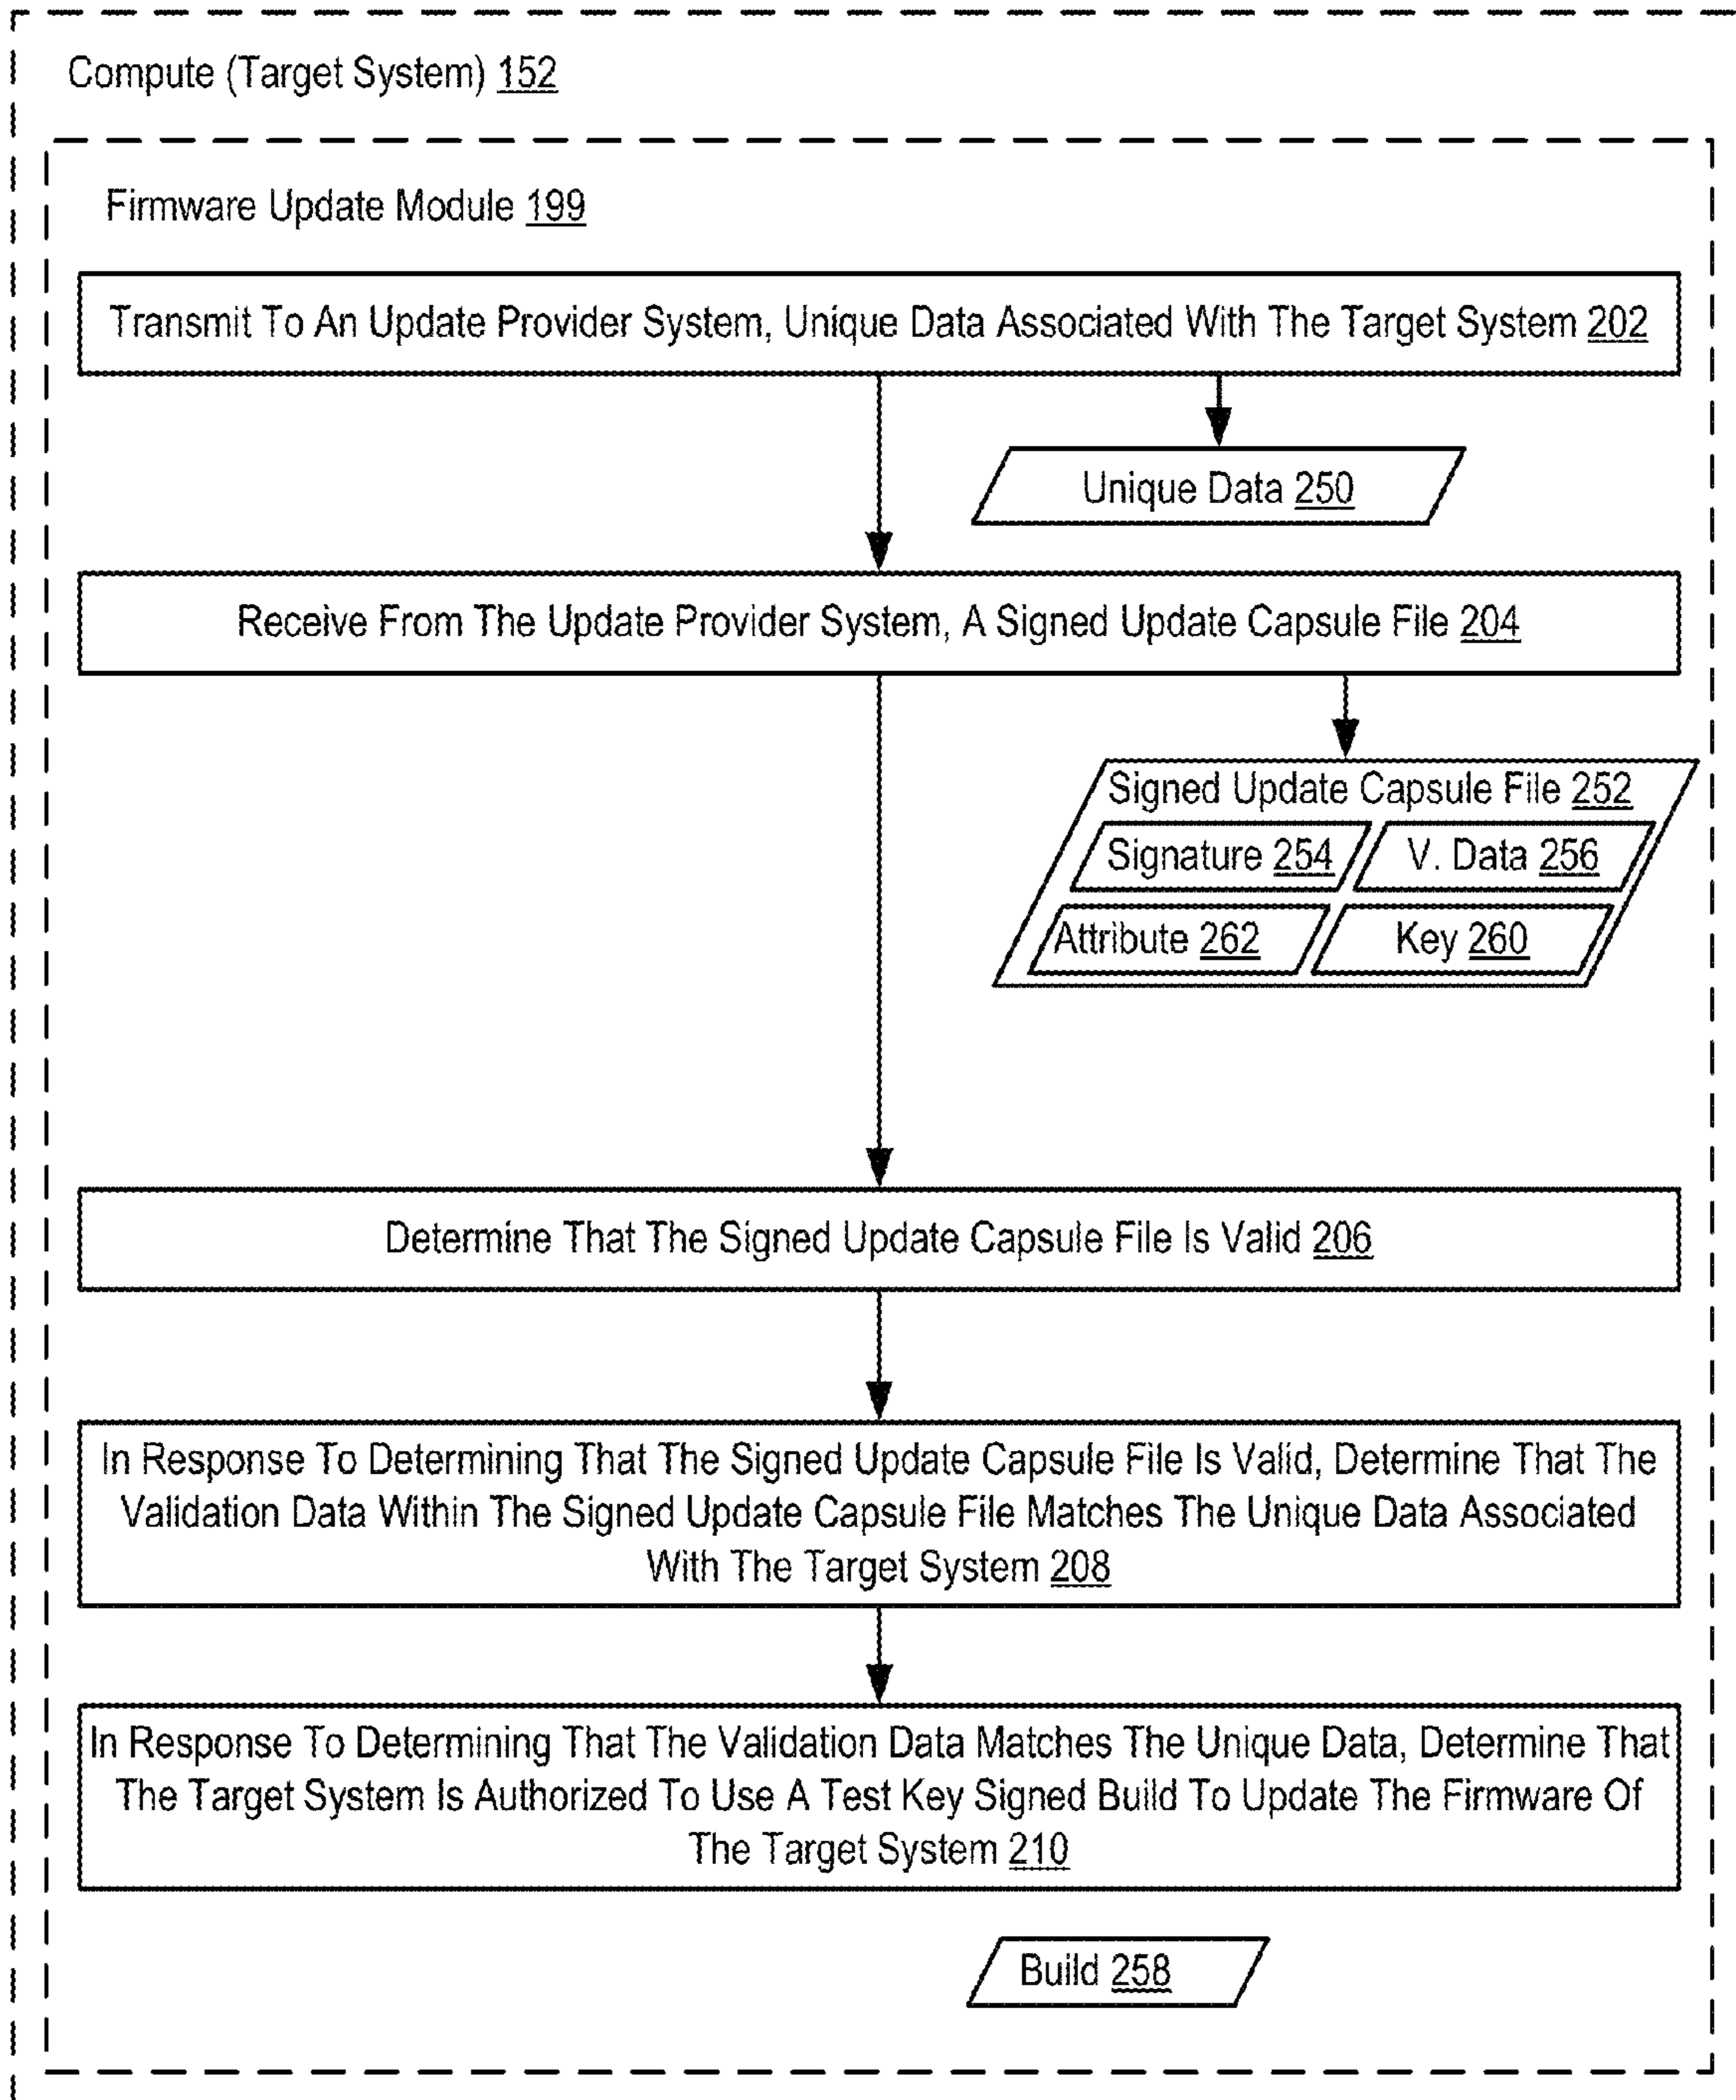 Compute (Target System) 152
Firmware Update Module 199
Transmit To An Update Provider System, Unique Data Associated With The Target System 202
Unique Data 250
Receive From The Update Provider System, A Signed Update Capsule File 204
Signed Update Capsule File 252
Signature 254
V. Data 256
Attribute 262
Key 260
Determine That The Signed Update Capsule File Is Valid 206
In Response To Determining That The Signed Update Capsule File Is Valid, Determine That The
Validation Data Within The Signed Update Capsule File Matches The Unique Data Associated
With The Target System 208
In Response To Determining That The Validation Data Matches The Unique Data, Determine That
The Target System Is Authorized To Use A Test Key Signed Build To Update The Firmware Of
The Target System 210
Build 258